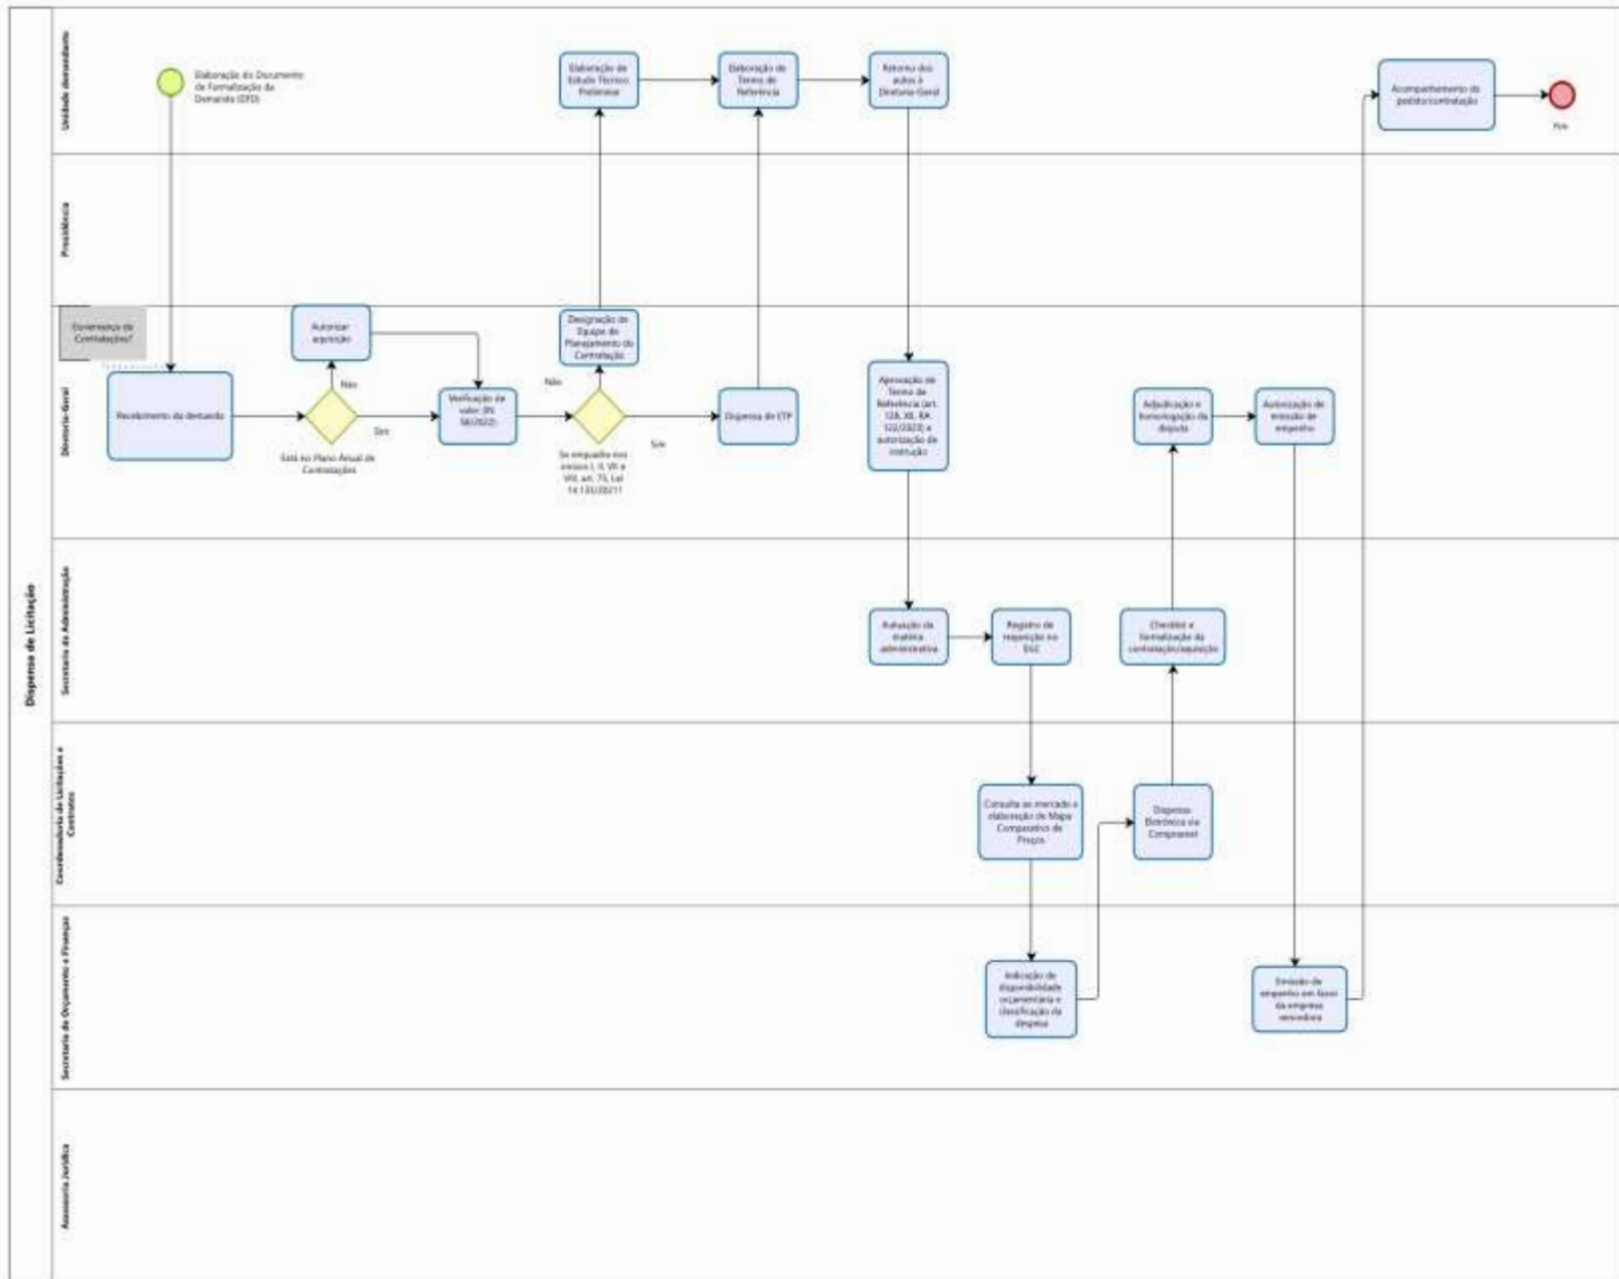 Dispensa de Licitação
Unidade demandante
Elaboração do Documento
de Formalização da
Demanda (DFD)
Elaboração de
Estudo Técnico
Preliminar
Elaboração de
Termo de
Referência
Retorno dos
autos à
Diretoria-Geral
Acompanhamento do
pedido/contratação
Fim
Presidência
Diretoria-Geral
Governança de
Contratações?
Recebimento da demanda
Autorizar
aquisição
Não
Sim
Está no Plano Anual de
Contratações
Verificação de
valor (IN
58/2022)
Designação de
Equipe de
Planejamento da
Contratação
Não
Sim
Se enquadra nos
incisos I, II, VII e
VIII, art. 75, Lei
14.133/2021?
Dispensa de ETP
Aprovação de
Termo de
Referência (art.
128, XII, RA
122/2023) e
autorização de
instrução
Adjudicação e
homologação da
disputa
Autorização de
emissão de
empenho
Secretaria de Administração
Autuação da
matéria
administrativa
Registro de
requisição no
SGC
Checklist e
formalização da
contratação/aquisição
Coordenadoria de Licitações e
Contratos
Consulta ao mercado e
elaboração de Mapa
Comparativo de
Preços
Dispensa
Eletrônica via
Comprasnet
Secretaria de Orçamento e Finanças
Indicação de
disponibilidade
orçamentária e
classificação da
despesa
Emissão de
empenho em favor
da empresa
vencedora
Assessoria Jurídica